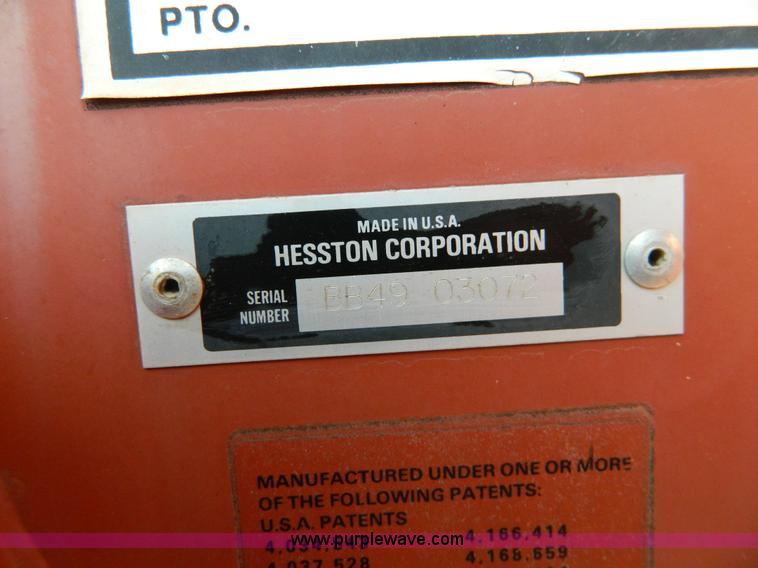 PTO.
MADE IN U.S.A.
HESSTON CORPORATION
SERIAL
NUMBER
BB49 03072
MANUFACTURED UNDER ONE OR MORE
OF THE FOLLOWING PATENTS:
U.S.A. PATENTS
4,166,414
www.purplewave.com
4,037,528 4,168,659